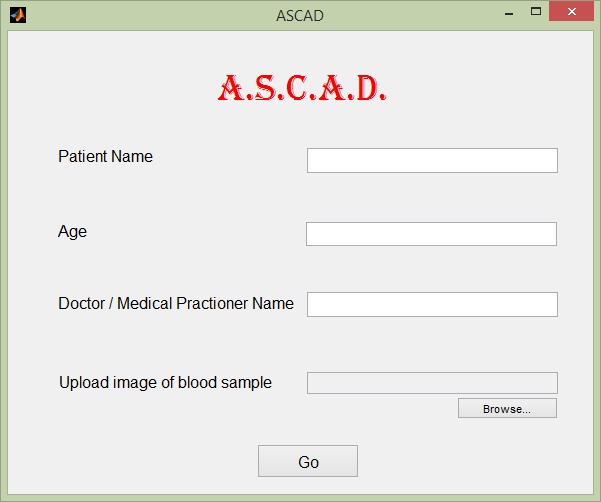 ASCAD
A.S.C.A.D.
Patient Name
Age
Doctor / Medical Practioner Name
Upload image of blood sample
Browse...
Go